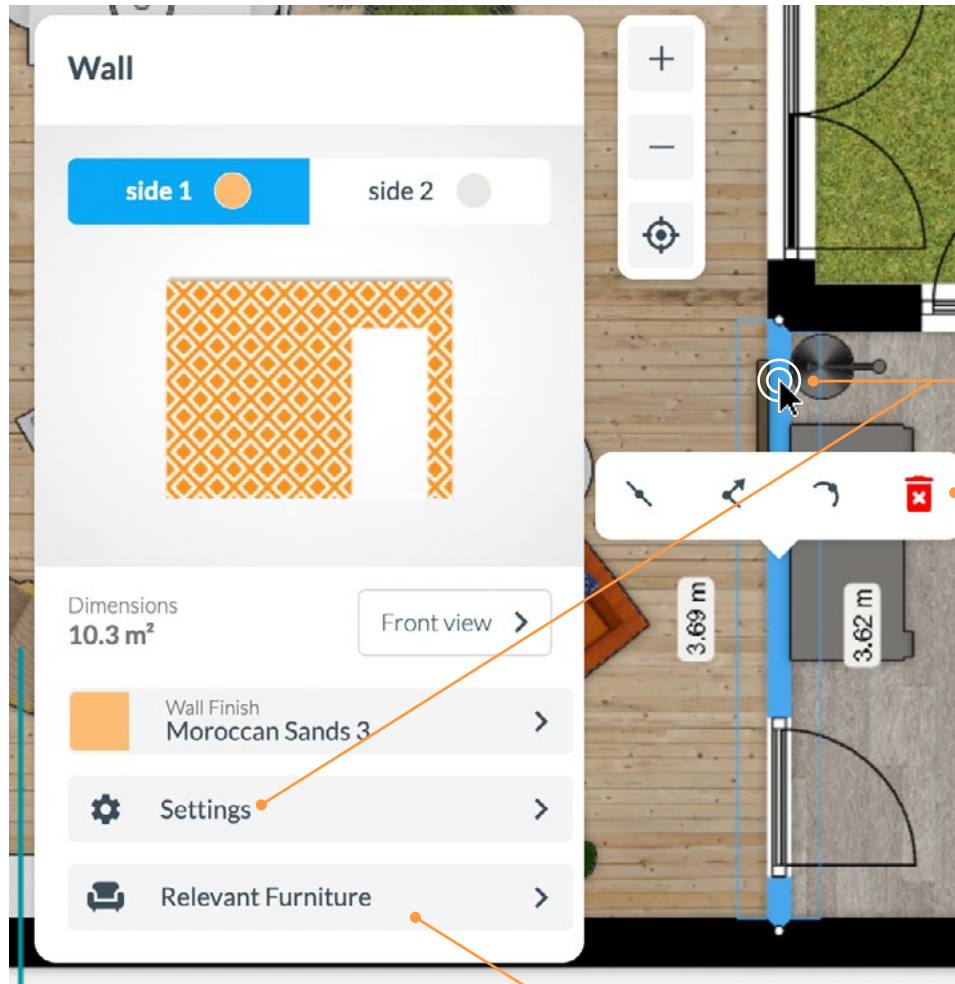 Wall
side 1
side 2
Dimensions
10.3 m²
Front view
Wall Finish
Moroccan Sands 3
Settings
Relevant Furniture
3.69 m
3.62 m